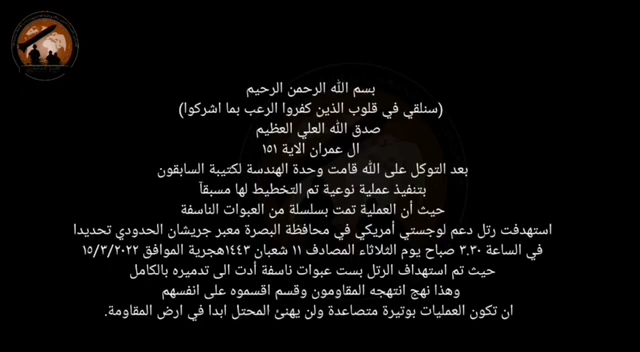 بسم الله الرحمن الرحيم
(سنلقي في قلوب الذين كفروا الرعب بما اشركوا)
صدق الله العلي العظيم
ال عمران الاية ١٥١
بعد التوكل على الله قامت وحدة الهندسة لكتيبة السابقون
بتنفيذ عملية نوعية تم التخطيط لها مسبقآ
حيث أن العملية تمت بسلسلة من العبوات الناسفة
استهدفت رتل دعم لوجستي أمريكي في محافظة البصرة معبر جريشان الحدودي تحديدا
في الساعة ٣،٣٠ صباح يوم الثلاثاء المصادف ١١ شعبان ١٤٤٣هجرية الموافق ١٥/٣/٢٠٢٢
حيث تم استهداف الرتل بست عبوات ناسفة أدت الى تدميره بالكامل
وهذا نهج انتهجه المقاومون وقسم اقسموه على انفسهم
ان تكون العمليات بوتيرة متصاعدة ولن يهنئ المحتل ابدا في ارض المقاومة.